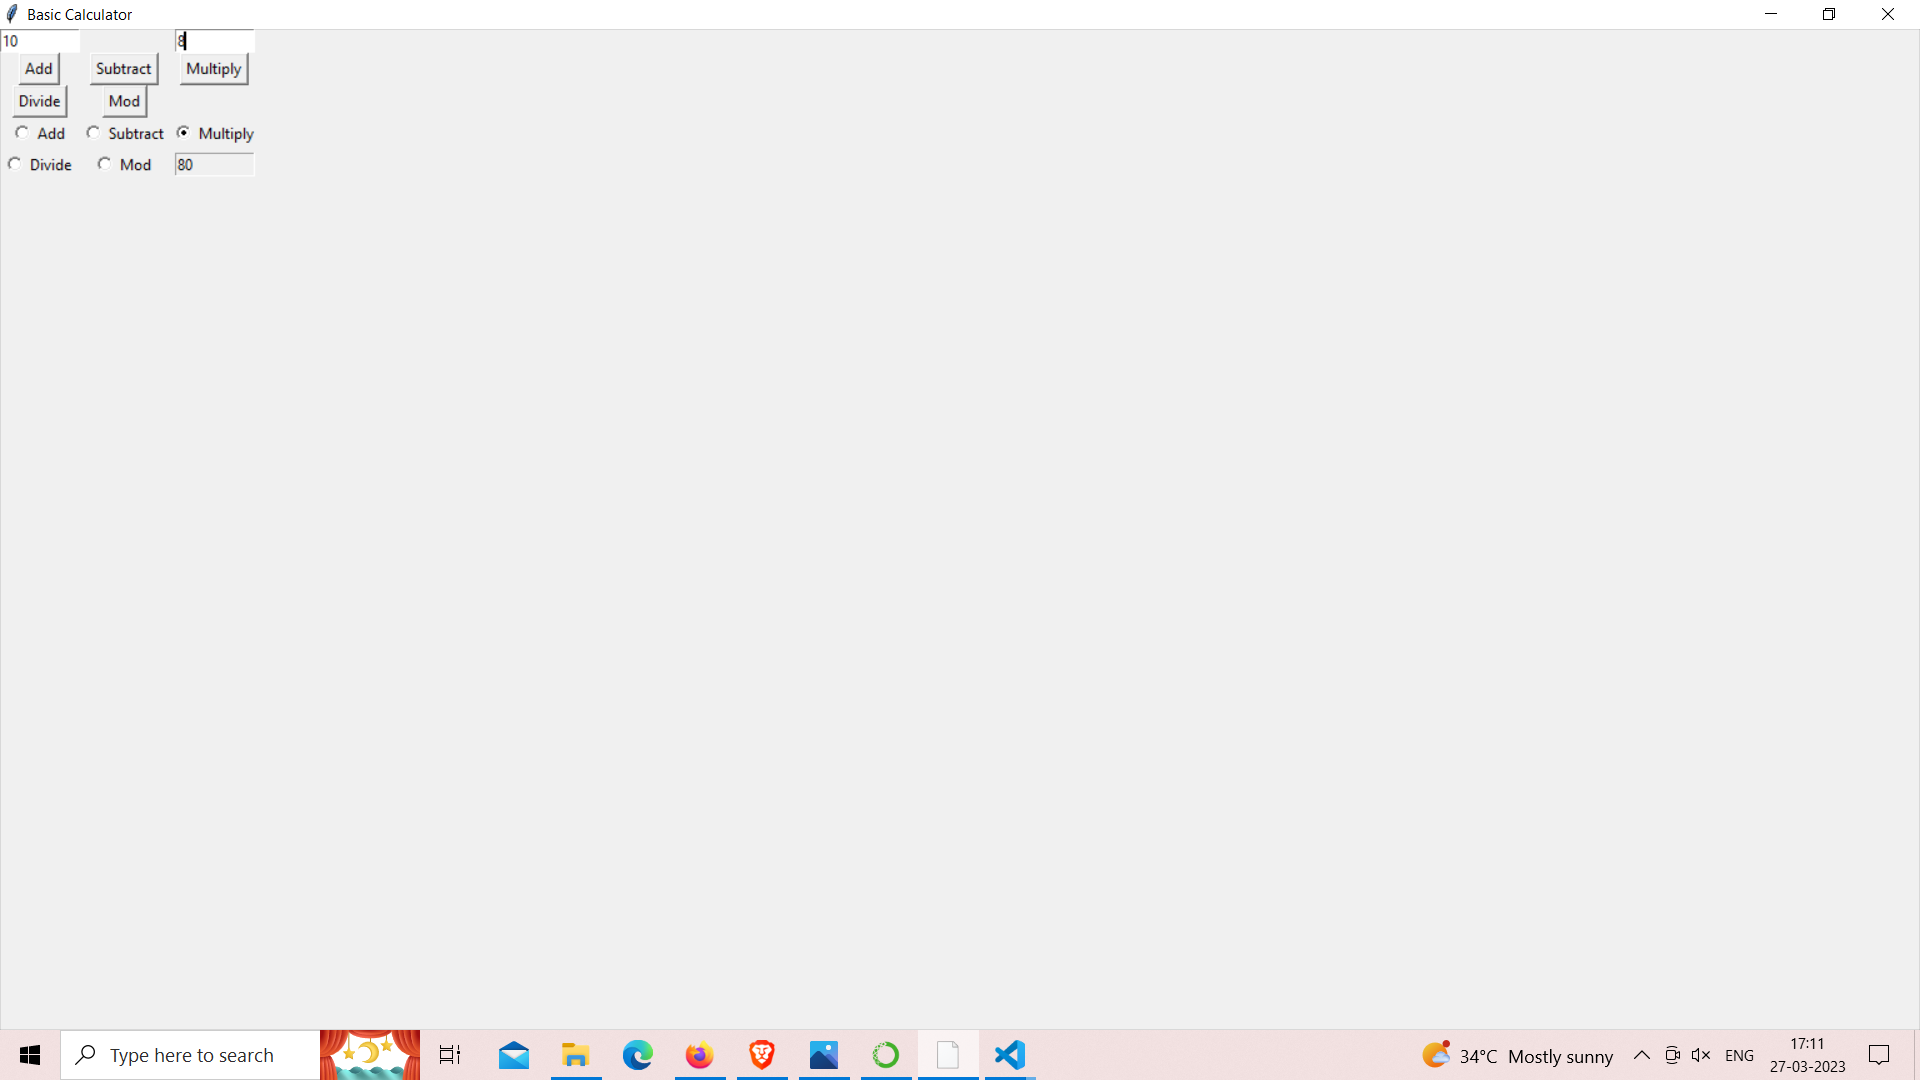 Basic Calculator
10 8
Add Subtract Multiply
Divide Mod
Add Subtract Multiply
Divide Mod 80
Type here to search 34°C Mostly sunny ENG 17:11
27-03-2023